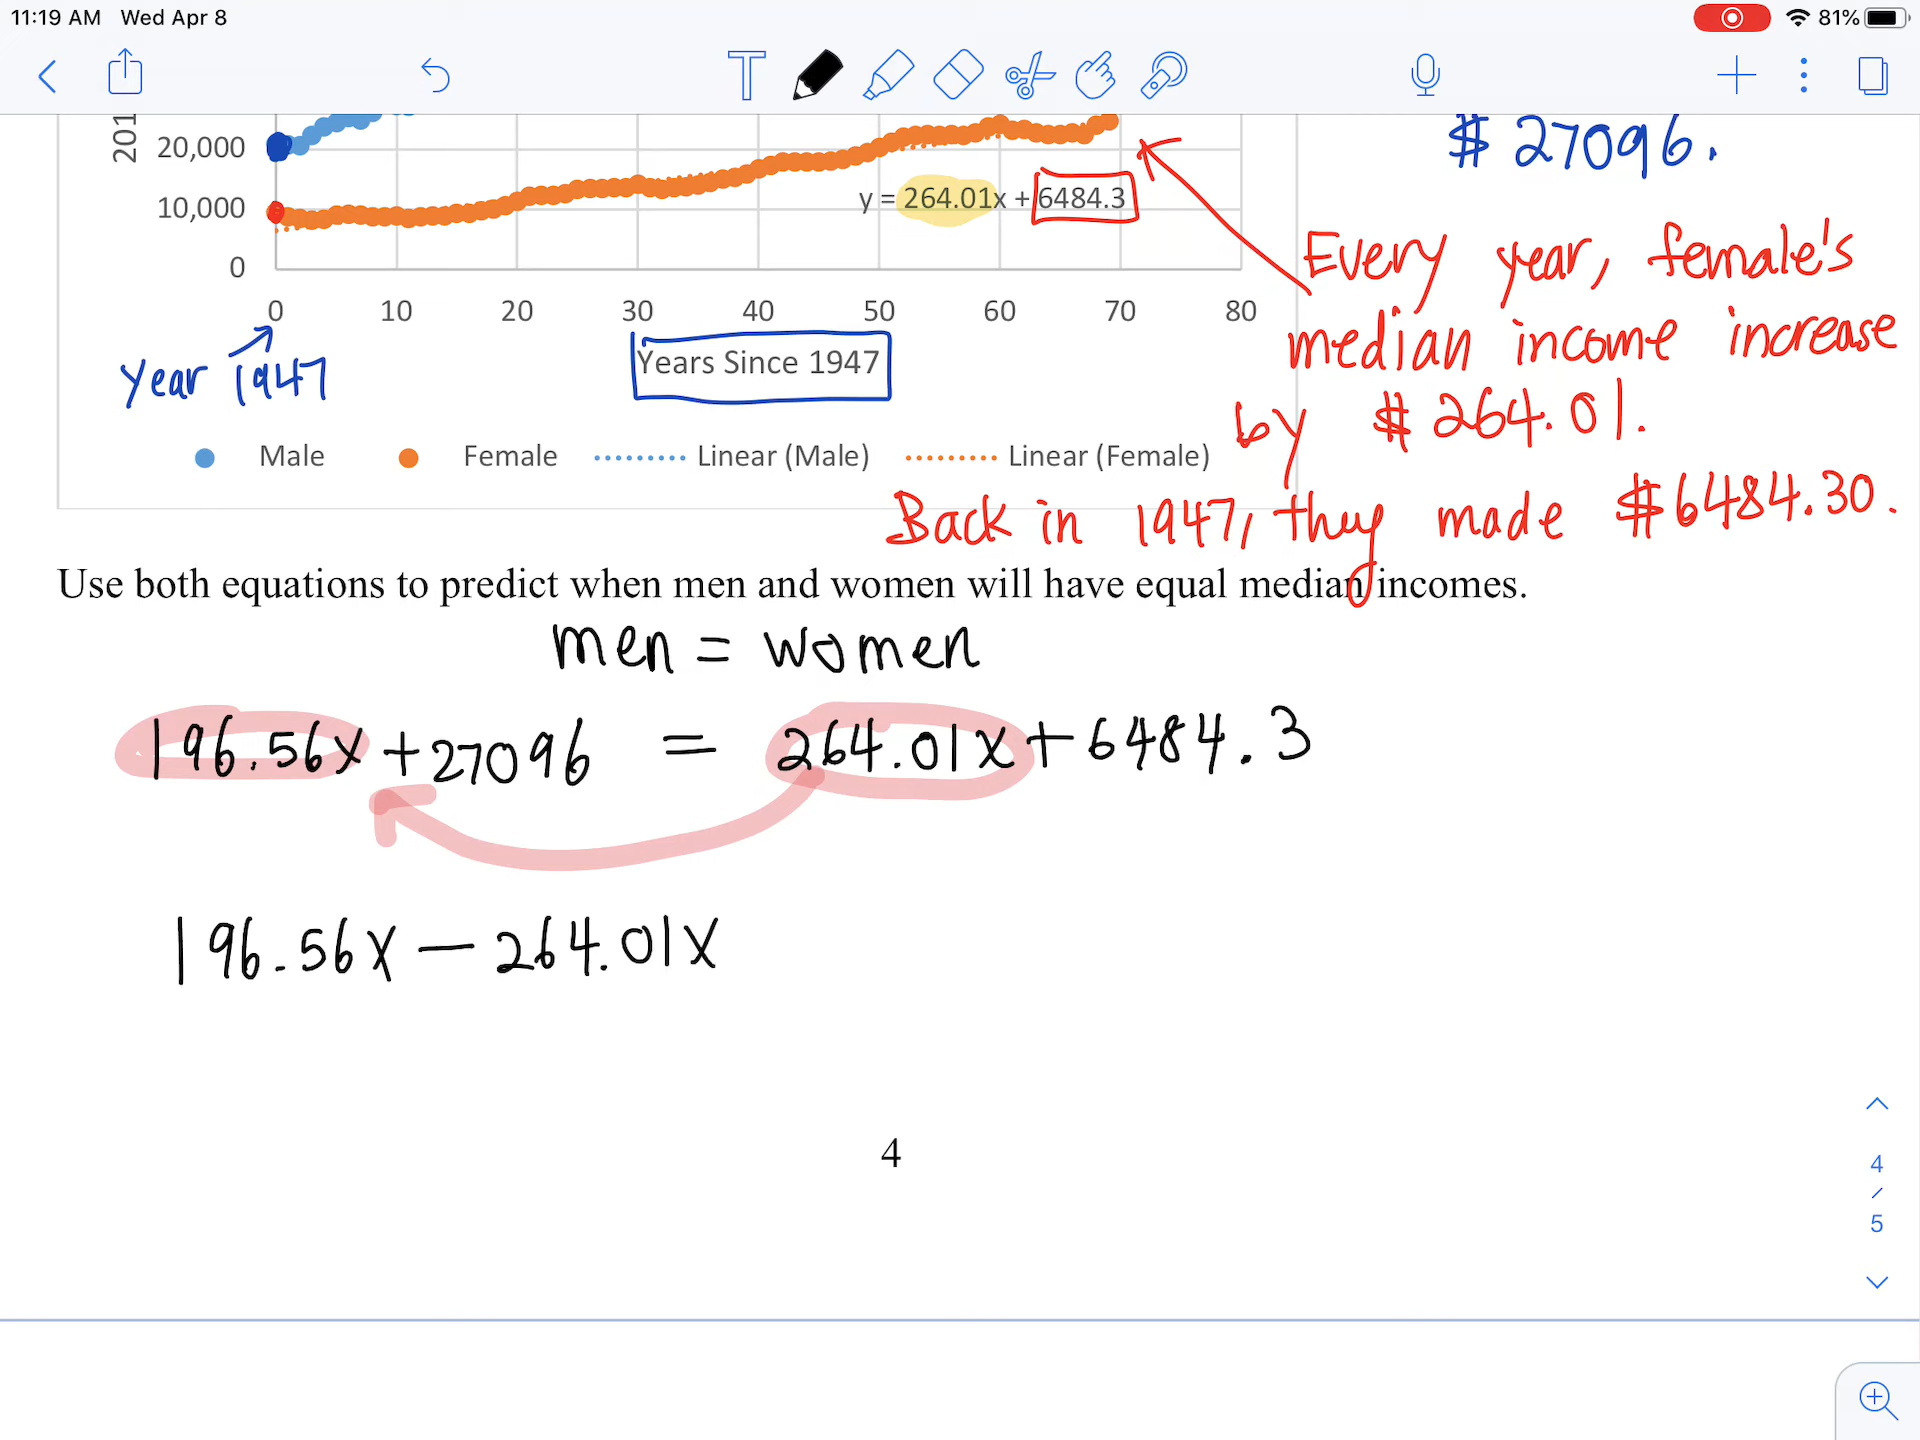 11:19 AM Wed Apr 8
81%
T
$ 27096.
201
20,000
10,000
0
y = 264.01x + 6484.3
0 10 20 30 40 50 60 70 80
Year 1947
Years Since 1947
Male Female Linear (Male) Linear (Female)
Every year, female's
median income increase
by $ 264.01.
Back in 1947, they made $6484.30.
Use both equations to predict when men and women will have equal median incomes.
men = women
196.56x + 27096 = 264.01x + 6484.3
196.56x − 264.01x
4
4
/
5